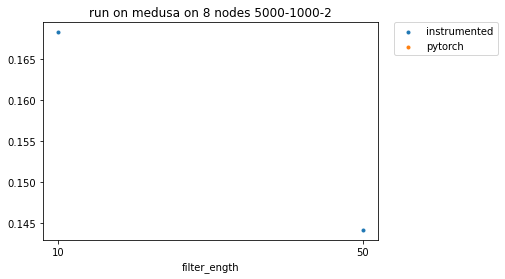 run on medusa on 8 nodes 5000-1000-2
instrumented
pytorch
0.165
0.160
0.155
0.150
0.145
10
50
filter_ength